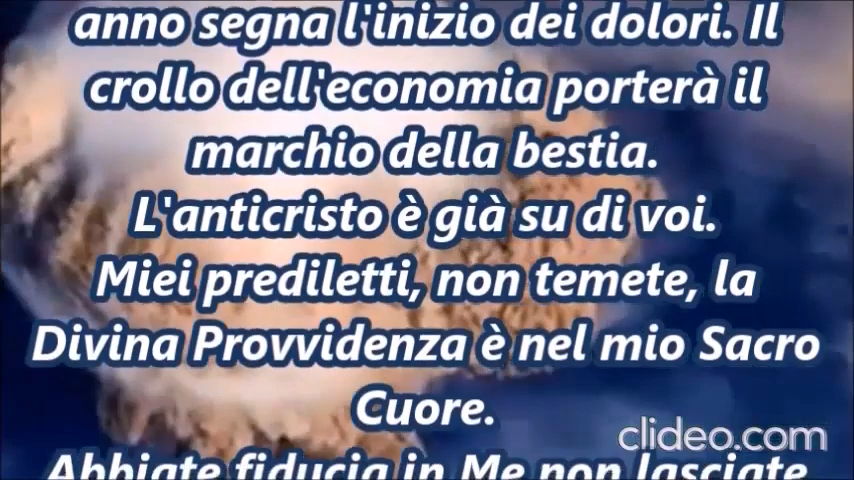 anno segna l'inizio dei dolori. Il
crollo dell'economia porterà il
marchio della bestia.
L'anticristo è già su di voi.
Miei prediletti, non temete, la
Divina Provvidenza è nel mio Sacro
Cuore.
clideo.com
Abbiate fiducia in Me non lasciate